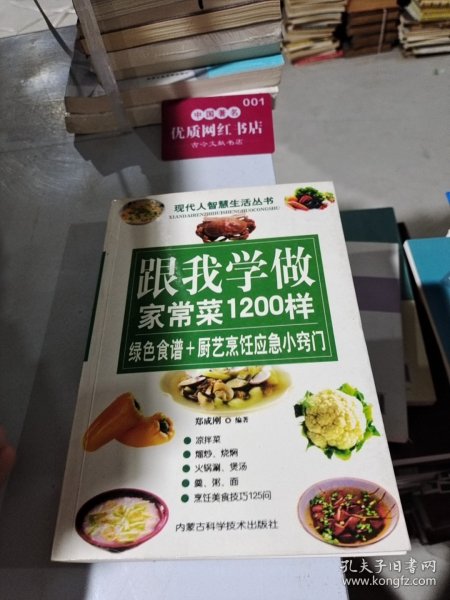 001
中国著名
优质网红书店
古今文献书店
现代人智慧生活丛书
XIANDAIRENZHIHUISHENGHUOCONGSHU
跟我学做
家常菜1200样
绿色食谱+厨艺烹饪应急小窍门
郑成刚 编著
凉拌菜
爆炒、烧焖
火锅涮、煲汤
羹、粥、面
烹饪美食技巧125问
内蒙古科学技术出版社
孔夫子旧书网
www.kongfz.com